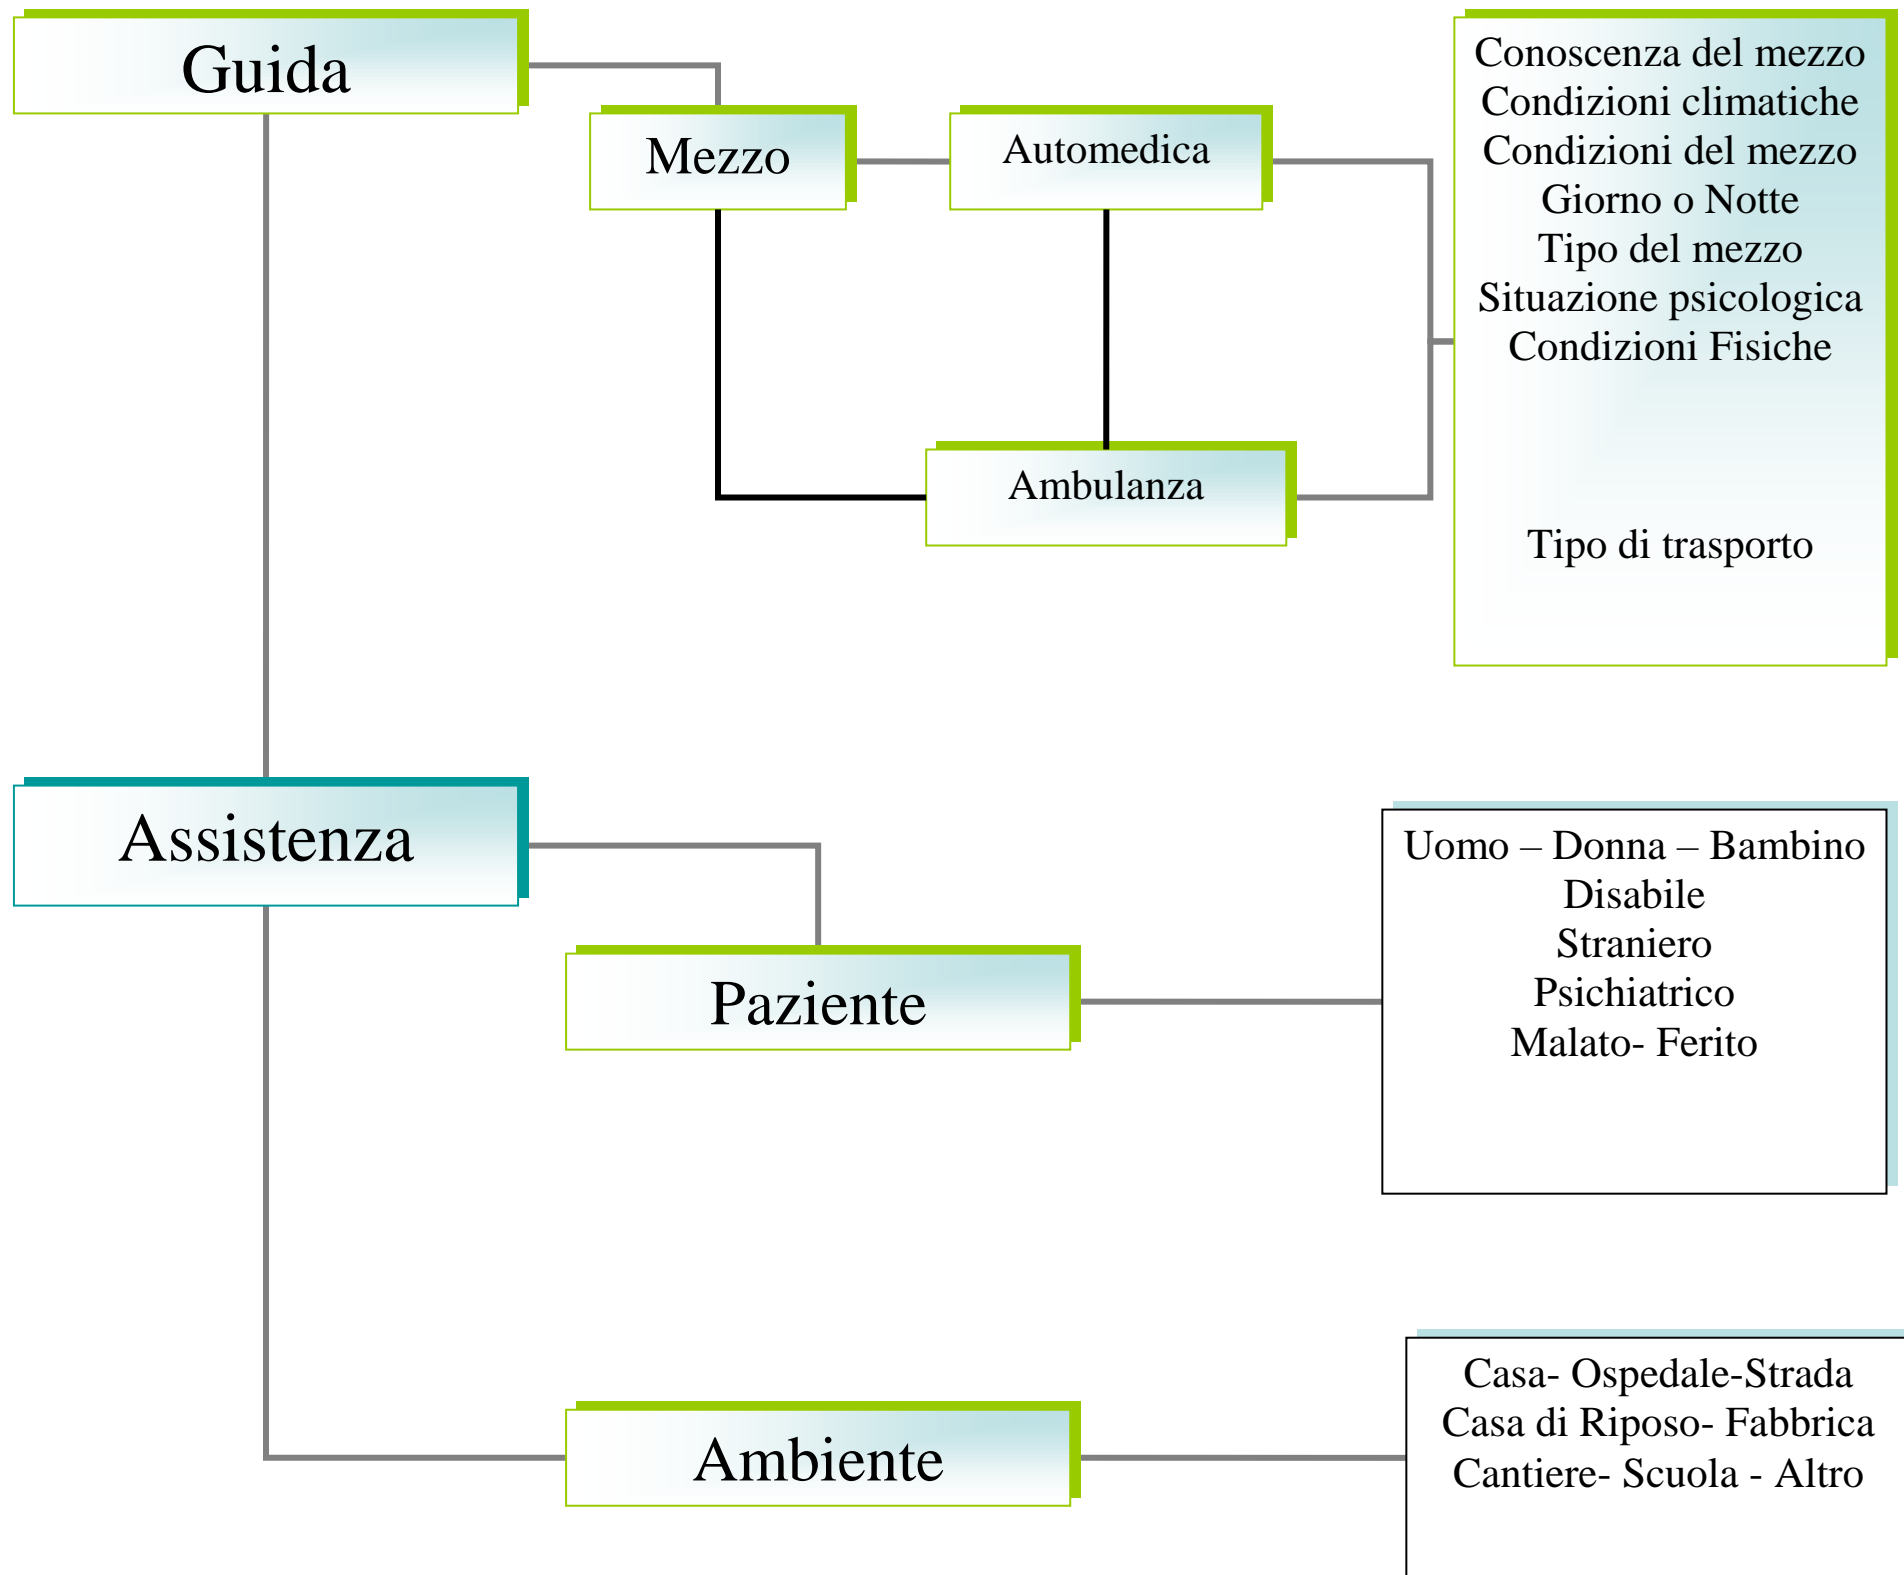 Guida
Mezzo
Automedica
Ambulanza
Conoscenza del mezzo
Condizioni climatiche
Condizioni del mezzo
Giorno o Notte
Tipo del mezzo
Situazione psicologica
Condizioni Fisiche
Tipo di trasporto
Assistenza
Paziente
Uomo – Donna – Bambino
Disabile
Straniero
Psichiatrico
Malato- Ferito
Ambiente
Casa- Ospedale-Strada
Casa di Riposo- Fabbrica
Cantiere- Scuola - Altro